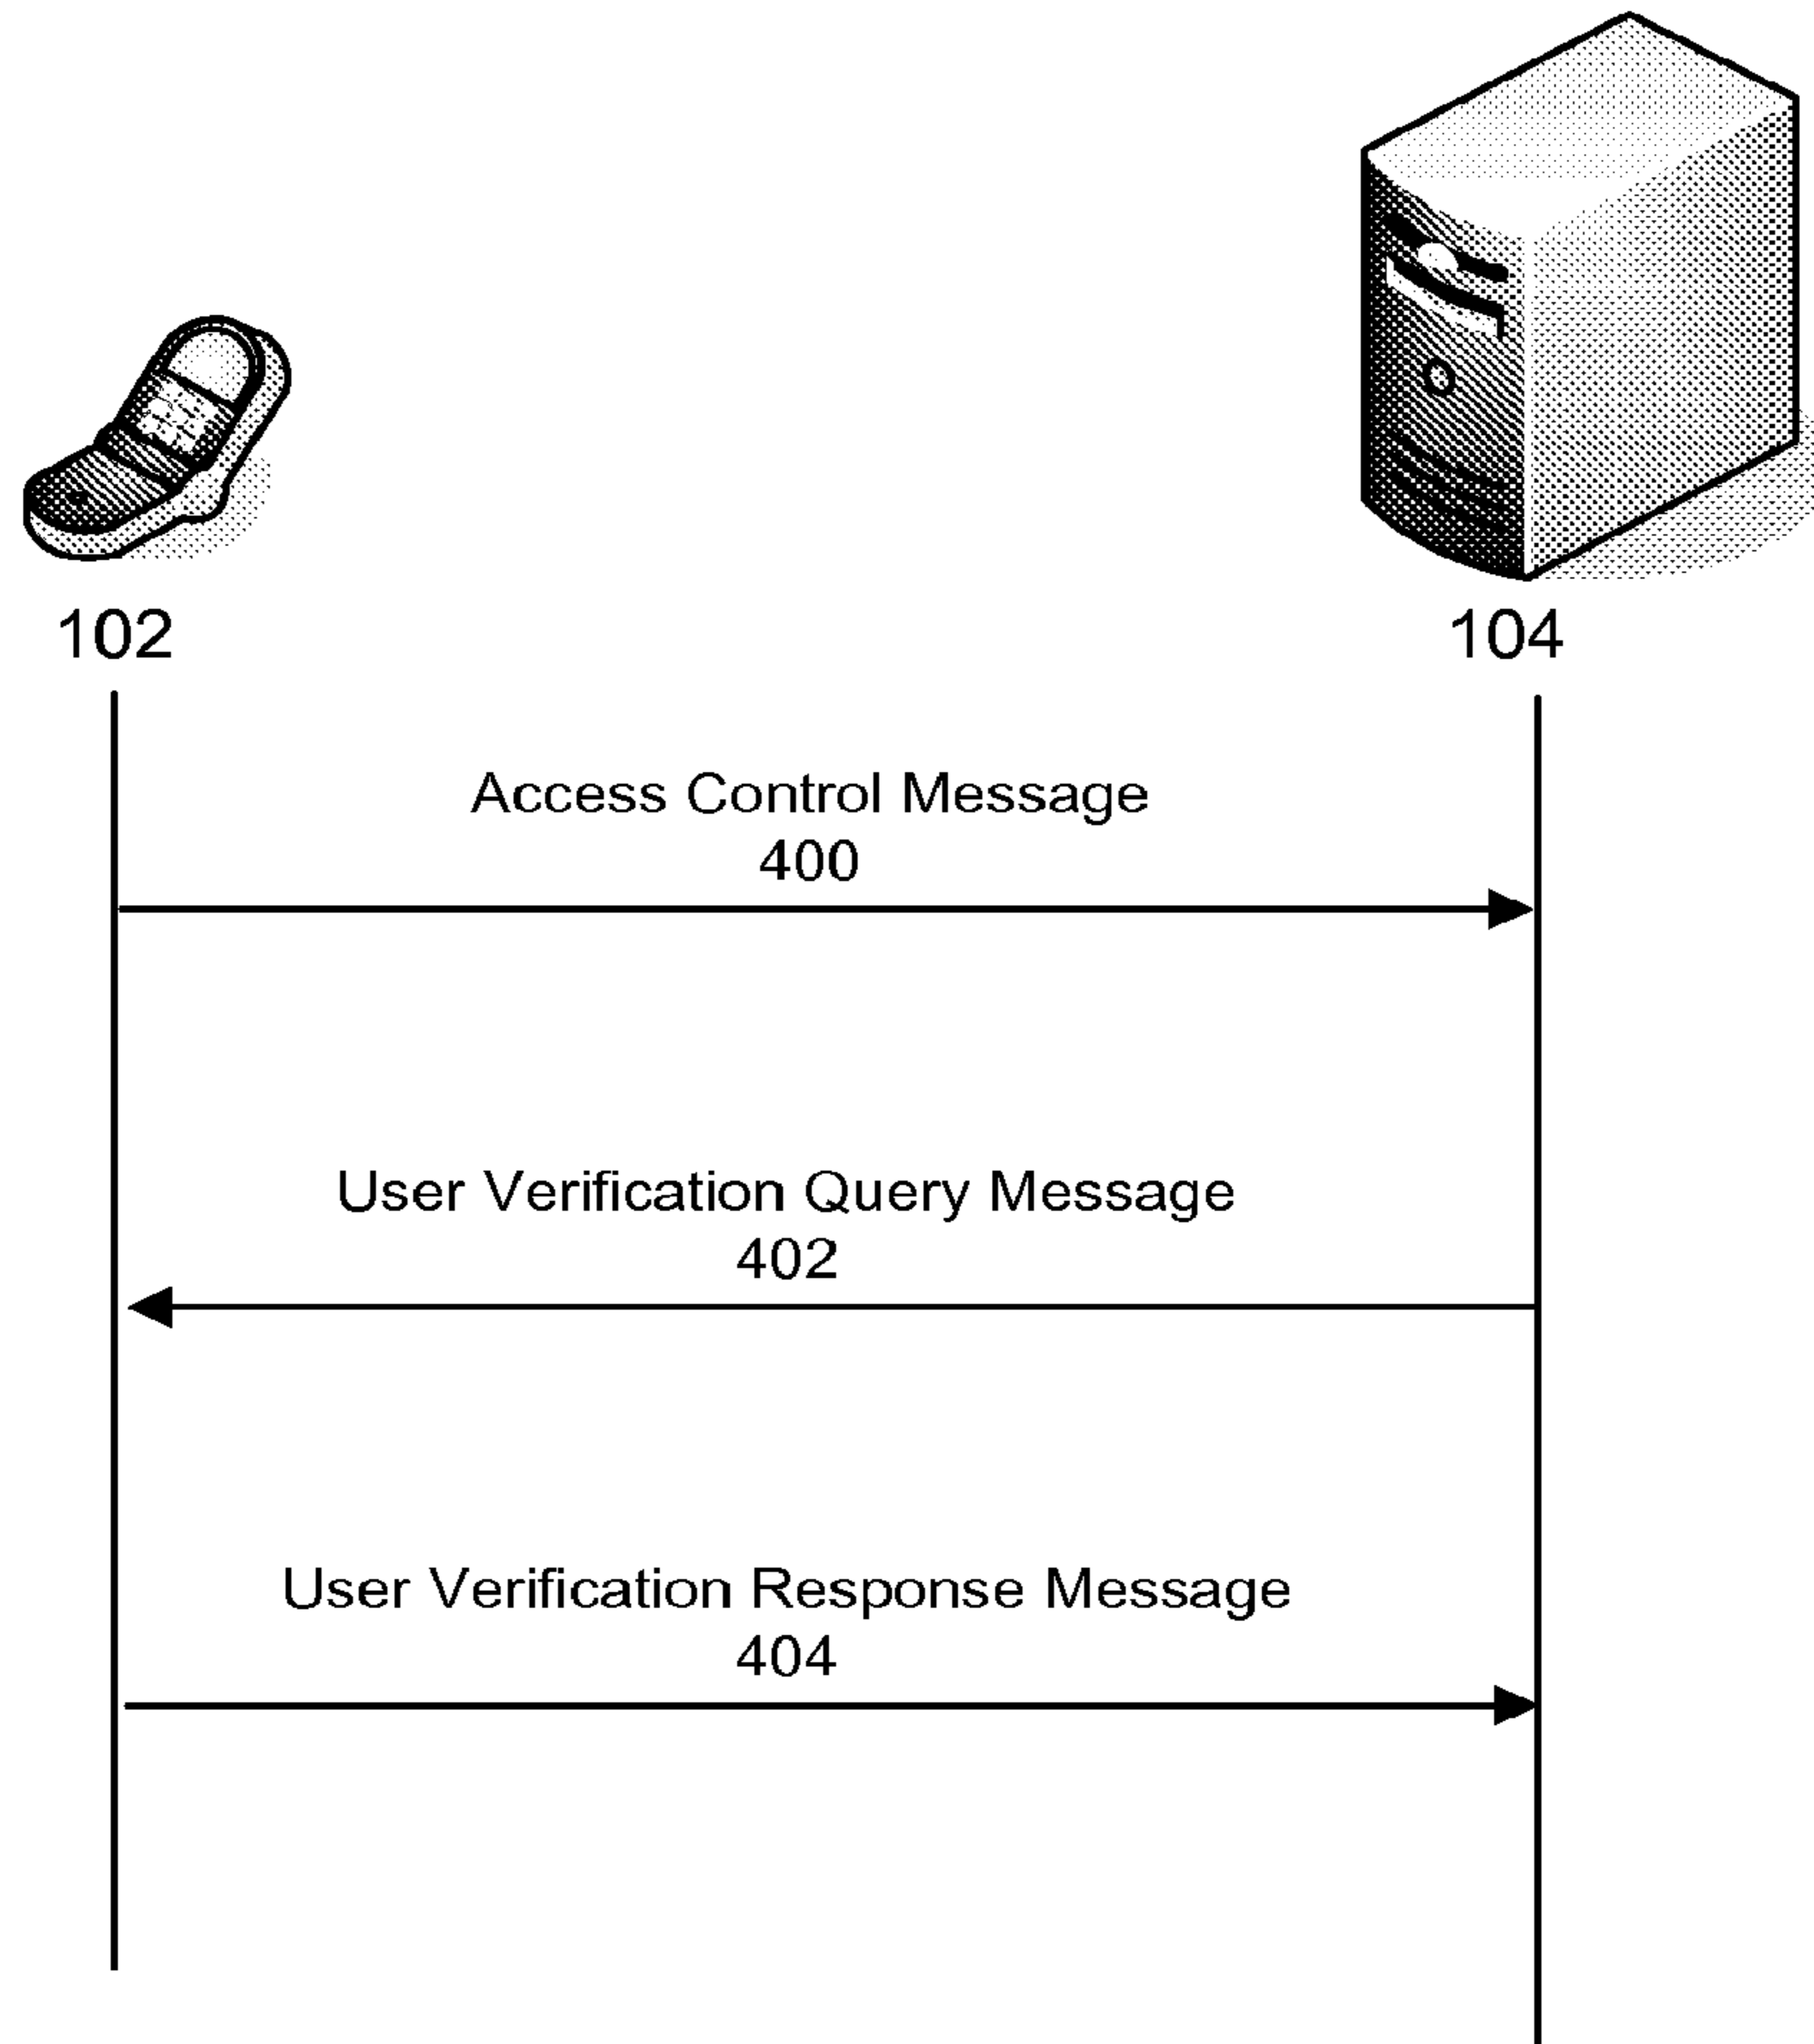 102
104
Access Control Message
400
User Verification Query Message
402
User Verification Response Message
404